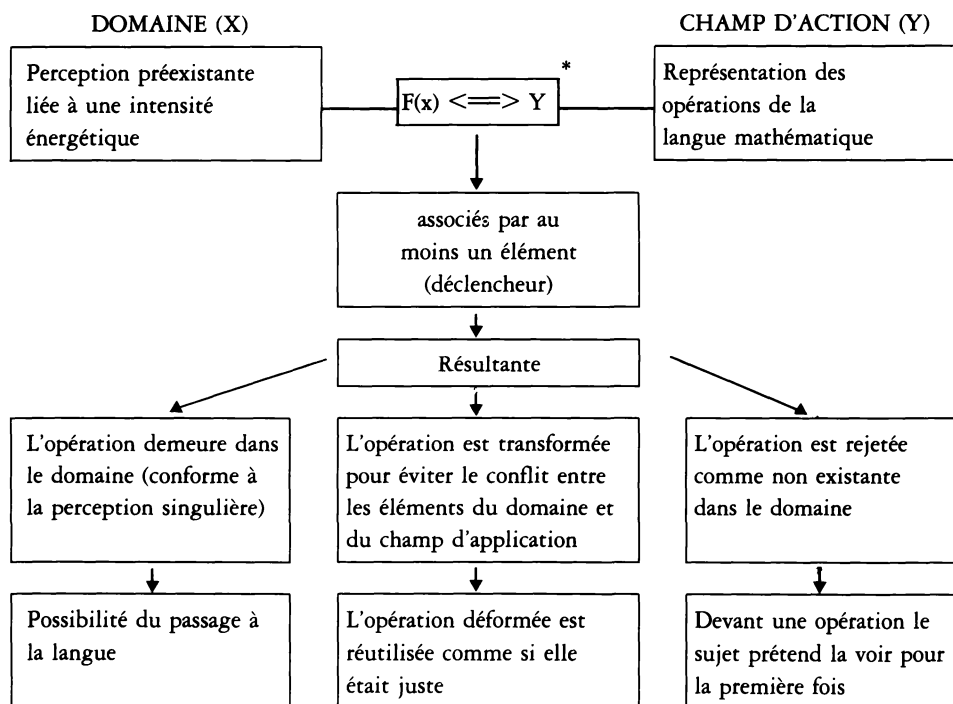 DOMAINE (X)
CHAMP D'ACTION (Y)
Perception préexistante
liée à une intensité
énergétique
*
F(x) <==> Y
Représentation des
opérations de la
langue mathématique
associés par au
moins un élément
(déclencheur)
Résultante
L'opération demeure dans
le domaine (conforme à
la perception singulière)
L'opération est transformée
pour éviter le conflit entre
les éléments du domaine et
du champ d'application
L'opération est rejetée
comme non existante
dans le domaine
Possibilité du passage à
la langue
L'opération déformée est
réutilisée comme si elle
était juste
Devant une opération le
sujet prétend la voir pour
la première fois